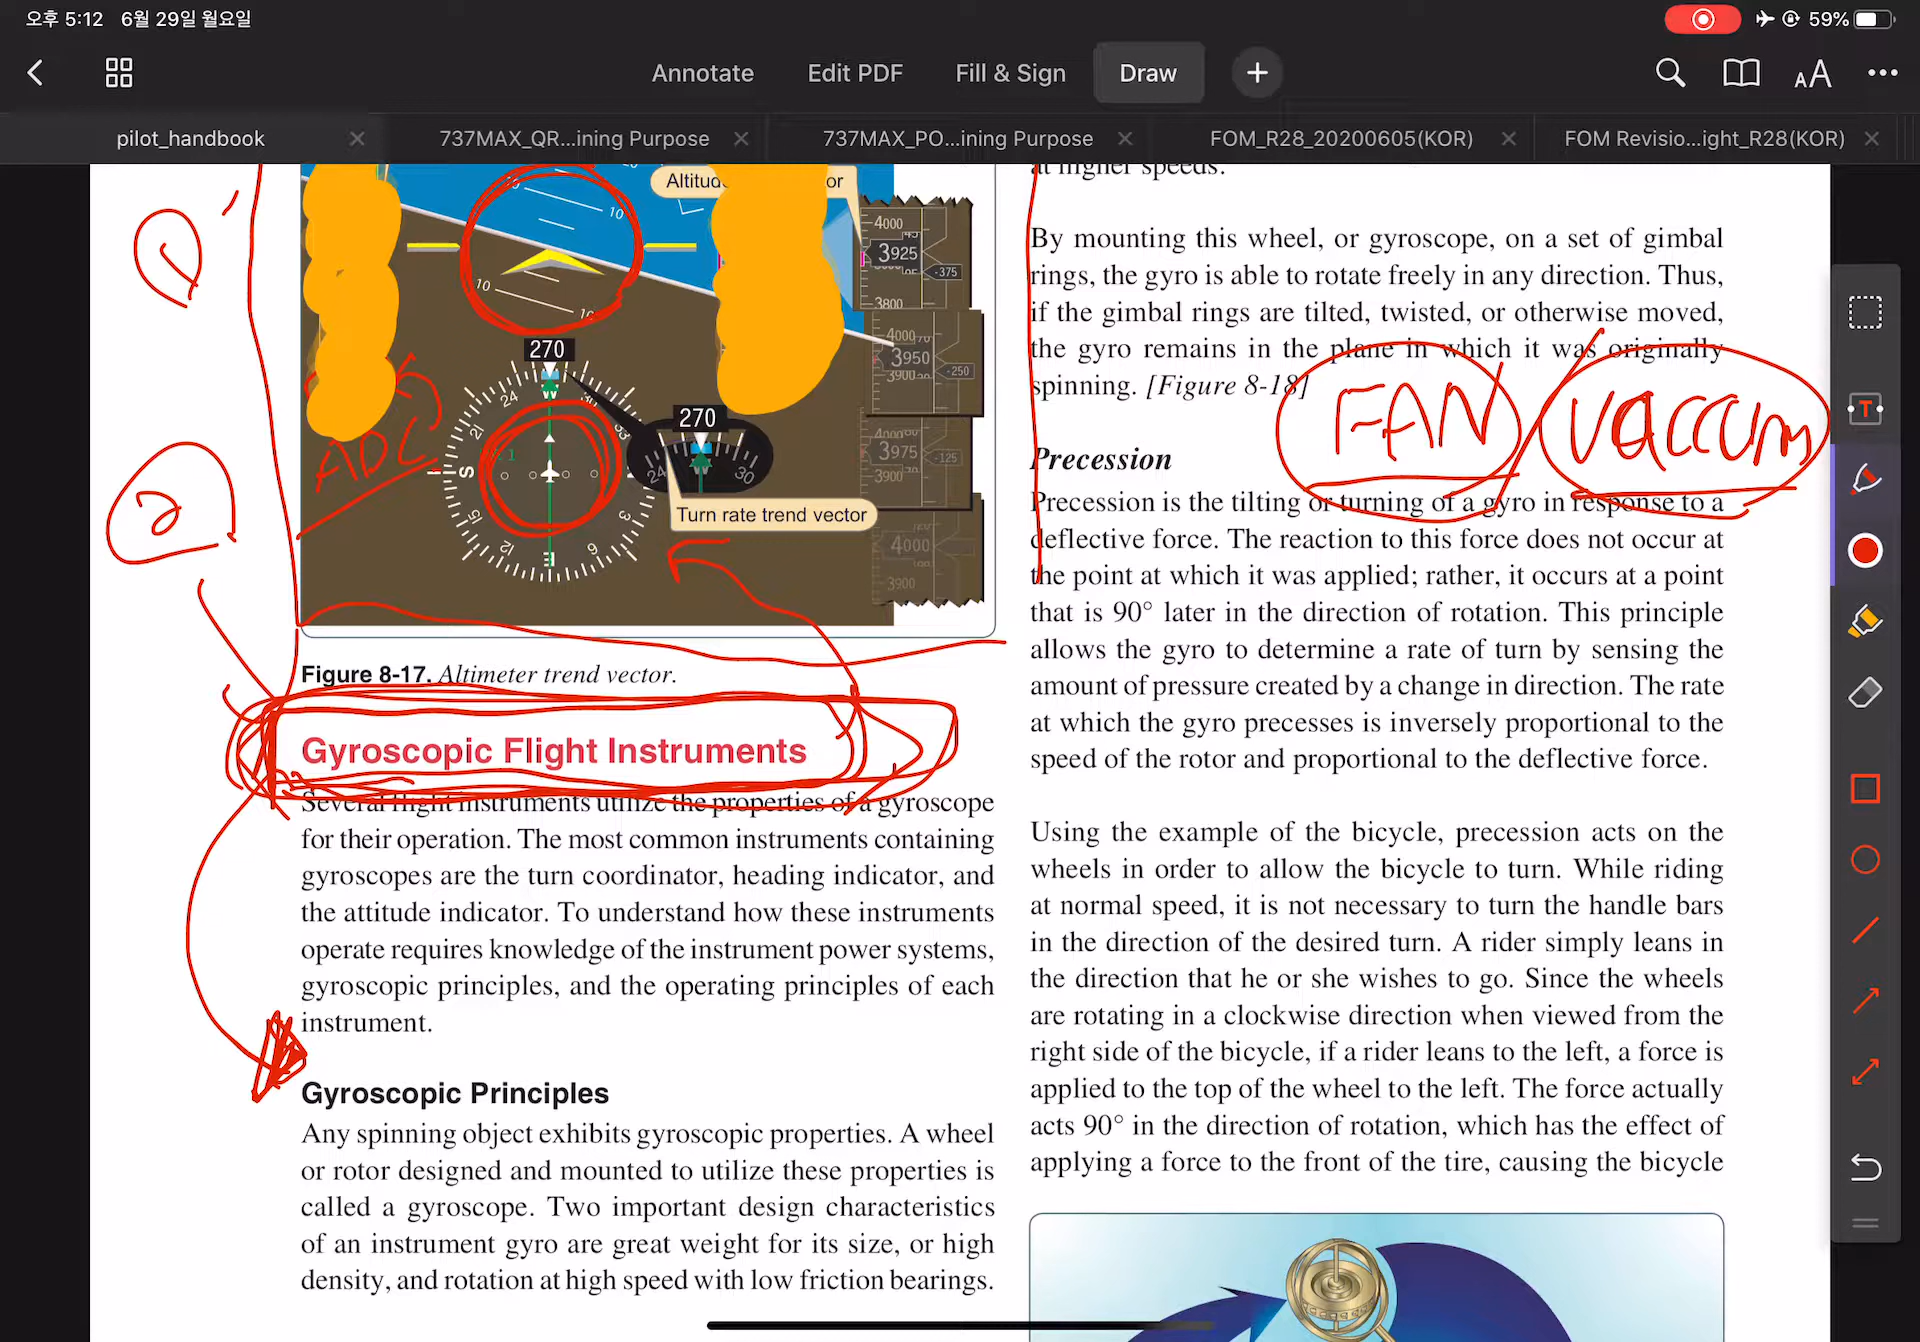 오후 5:12 6월 29일 월요일
59%
Annotate Edit PDF Fill & Sign Draw
AA
pilot_handbook
737MAX_QR...ining Purpose
737MAX_PO...ining Purpose
FOM_R28_20200605(KOR)
FOM Revisio...ight_R28(KOR)
Altitud or
10
10
10
4000
3925
-375
3800
4000
3950
-250
3900
3975
-125
3900
4000
3900
270
24
30
21
33
S
W
15
3
12
E
6
270
24
30
Turn rate trend vector
ADC
2
Figure 8-17. Altimeter trend vector.
Gyroscopic Flight Instruments
Several flight instruments utilize the properties of a gyroscope
for their operation. The most common instruments containing
gyroscopes are the turn coordinator, heading indicator, and
the attitude indicator. To understand how these instruments
operate requires knowledge of the instrument power systems,
gyroscopic principles, and the operating principles of each
instrument.
Gyroscopic Principles
Any spinning object exhibits gyroscopic properties. A wheel
or rotor designed and mounted to utilize these properties is
called a gyroscope. Two important design characteristics
of an instrument gyro are great weight for its size, or high
density, and rotation at high speed with low friction bearings.
at higher speeds.
By mounting this wheel, or gyroscope, on a set of gimbal
rings, the gyro is able to rotate freely in any direction. Thus,
if the gimbal rings are tilted, twisted, or otherwise moved,
the gyro remains in the plane in which it was originally
spinning. [Figure 8-18]
FAN vaccum
Precession
Precession is the tilting or turning of a gyro in response to a
deflective force. The reaction to this force does not occur at
the point at which it was applied; rather, it occurs at a point
that is 90° later in the direction of rotation. This principle
allows the gyro to determine a rate of turn by sensing the
amount of pressure created by a change in direction. The rate
at which the gyro precesses is inversely proportional to the
speed of the rotor and proportional to the deflective force.
Using the example of the bicycle, precession acts on the
wheels in order to allow the bicycle to turn. While riding
at normal speed, it is not necessary to turn the handle bars
in the direction of the desired turn. A rider simply leans in
the direction that he or she wishes to go. Since the wheels
are rotating in a clockwise direction when viewed from the
right side of the bicycle, if a rider leans to the left, a force is
applied to the top of the wheel to the left. The force actually
acts 90° in the direction of rotation, which has the effect of
applying a force to the front of the tire, causing the bicycle
T